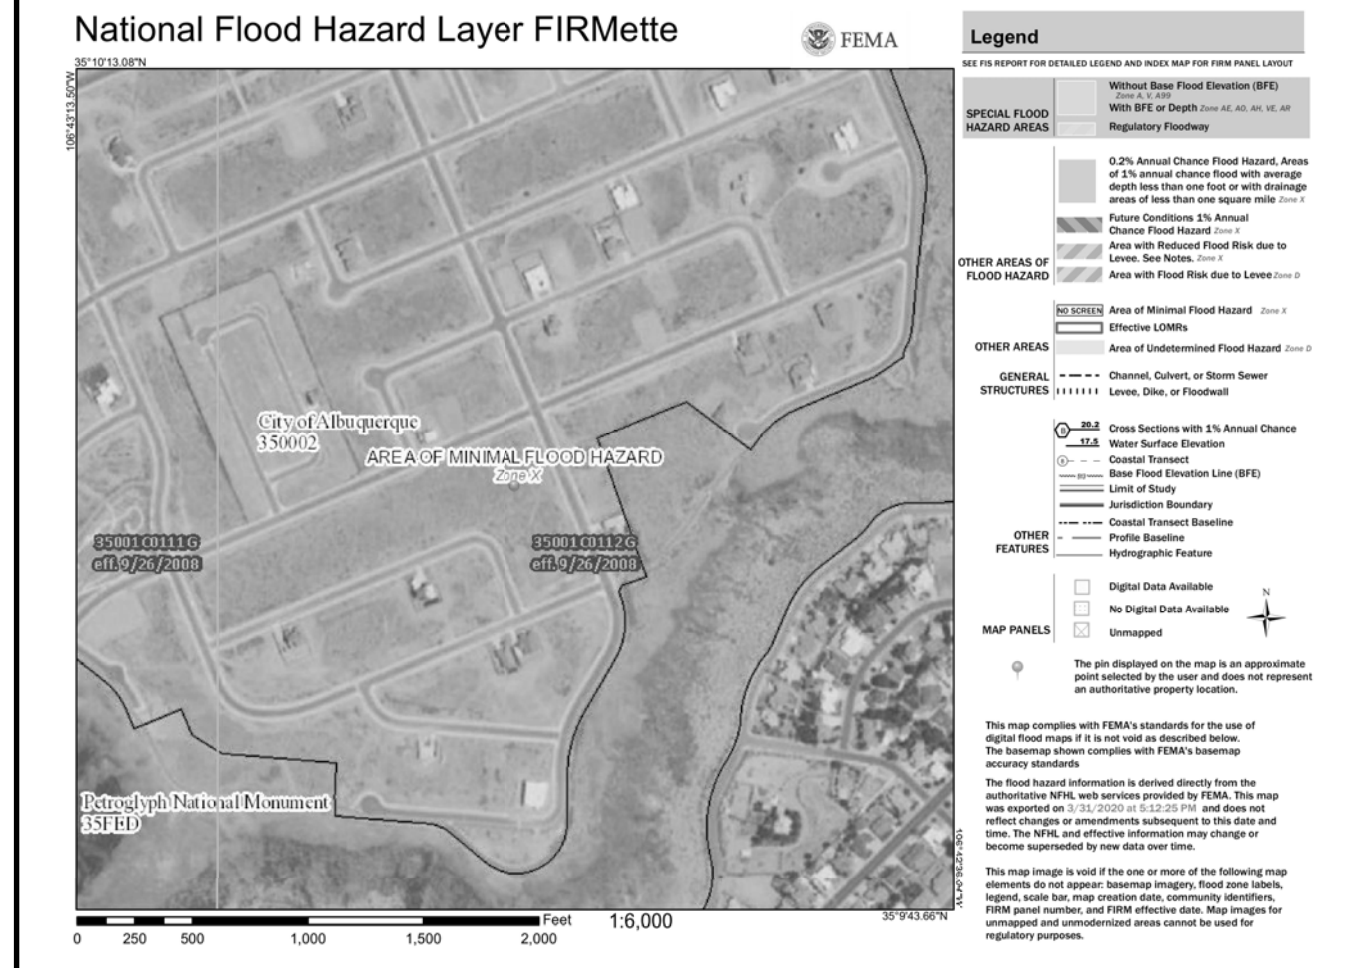 National Flood Hazard Layer FIRMette
FEMA
35°10'13.08"N
106°43'13.50"W
City of Albuquerque
350002
AREA OF MINIMAL FLOOD HAZARD
Zone X
35001C0111G
eff. 9/26/2008
35001C0112G
eff. 9/26/2008
Petroglyph National Monument
35FED
106°42'36.04"W
35°9'43.66"N
Feet
1:6,000
0 250 500 1,000 1,500 2,000
Legend
SEE FIS REPORT FOR DETAILED LEGEND AND INDEX MAP FOR FIRM PANEL LAYOUT
SPECIAL FLOOD
HAZARD AREAS
Without Base Flood Elevation (BFE)
Zone A, V, A99
With BFE or Depth Zone AE, AO, AH, VE, AR
Regulatory Floodway
OTHER AREAS OF
FLOOD HAZARD
0.2% Annual Chance Flood Hazard, Areas
of 1% annual chance flood with average
depth less than one foot or with drainage
areas of less than one square mile Zone X
Future Conditions 1% Annual
Chance Flood Hazard Zone X
Area with Reduced Flood Risk due to
Levee. See Notes. Zone X
Area with Flood Risk due to Levee Zone D
OTHER AREAS
NO SCREEN Area of Minimal Flood Hazard Zone X
Effective LOMRs
Area of Undetermined Flood Hazard Zone D
GENERAL
STRUCTURES
Channel, Culvert, or Storm Sewer
Levee, Dike, or Floodwall
OTHER
FEATURES
B 20.2 Cross Sections with 1% Annual Chance
17.5 Water Surface Elevation
8 Coastal Transect
513 Base Flood Elevation Line (BFE)
Limit of Study
Jurisdiction Boundary
Coastal Transect Baseline
Profile Baseline
Hydrographic Feature
MAP PANELS
Digital Data Available
No Digital Data Available
Unmapped
N
The pin displayed on the map is an approximate
point selected by the user and does not represent
an authoritative property location.
This map complies with FEMA's standards for the use of
digital flood maps if it is not void as described below.
The basemap shown complies with FEMA's basemap
accuracy standards
The flood hazard information is derived directly from the
authoritative NFHL web services provided by FEMA. This map
was exported on 3/31/2020 at 5:12:25 PM and does not
reflect changes or amendments subsequent to this date and
time. The NFHL and effective information may change or
become superseded by new data over time.
This map image is void if the one or more of the following map
elements do not appear: basemap imagery, flood zone labels,
legend, scale bar, map creation date, community identifiers,
FIRM panel number, and FIRM effective date. Map images for
unmapped and unmodernized areas cannot be used for
regulatory purposes.